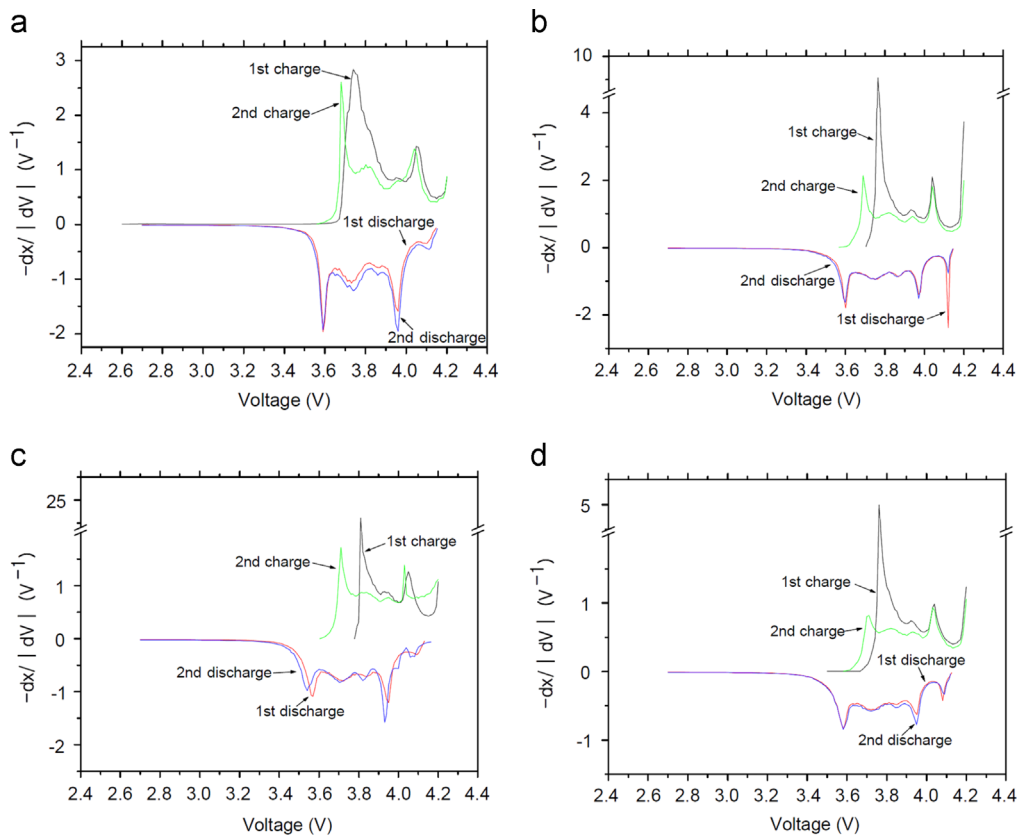 a
3
2
1
0
-1
-2
−dx/ | dV | (V⁻¹)
1st charge
2nd charge
1st discharge
2nd discharge
2.4 2.6 2.8 3.0 3.2 3.4 3.6 3.8 4.0 4.2 4.4
Voltage (V)
b
10
4
2
0
-2
−dx/ | dV | (V⁻¹)
1st charge
2nd charge
2nd discharge
1st discharge
2.4 2.6 2.8 3.0 3.2 3.4 3.6 3.8 4.0 4.2 4.4
Voltage (V)
c
25
1
0
-1
-2
−dx/ | dV | (V⁻¹)
1st charge
2nd charge
2nd discharge
1st discharge
2.4 2.6 2.8 3.0 3.2 3.4 3.6 3.8 4.0 4.2 4.4
Voltage (V)
d
5
1
0
-1
−dx/ | dV | (V⁻¹)
1st charge
2nd charge
1st discharge
2nd discharge
2.4 2.6 2.8 3.0 3.2 3.4 3.6 3.8 4.0 4.2 4.4
Voltage (V)